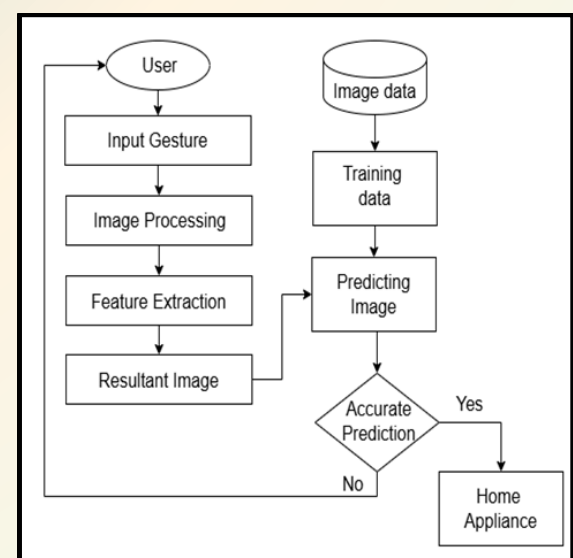 User
Input Gesture
Image Processing
Feature Extraction
Resultant Image
Image data
Training
data
Predicting
Image
Accurate
Prediction
Yes
No
Home
Appliance